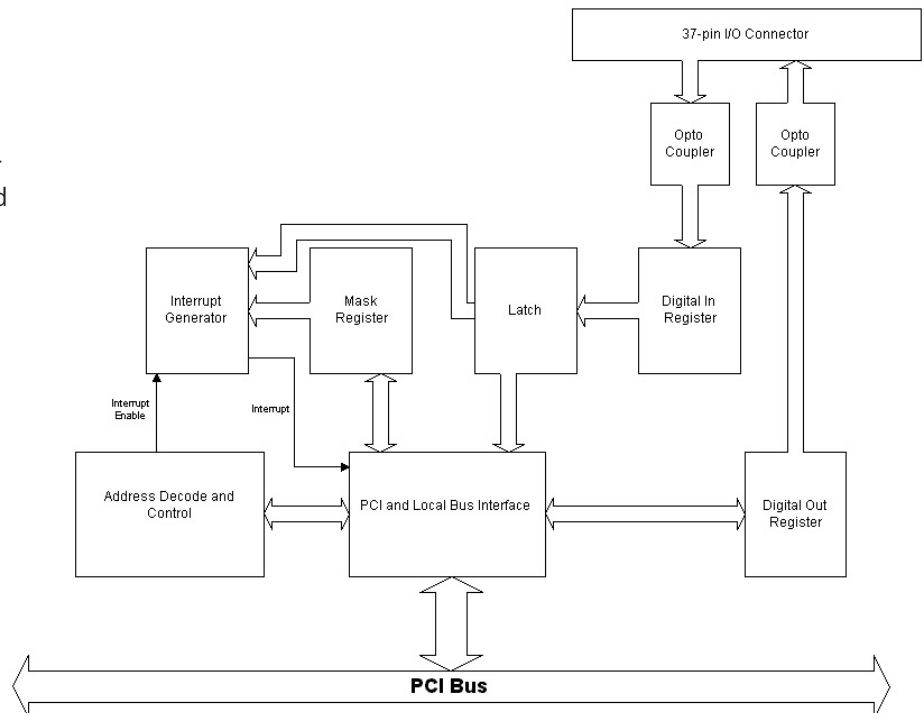 37-pin I/O Connector
Opto
Coupler
Opto
Coupler
d
Interrupt
Generator
Mask
Register
Latch
Digital In
Register
Interrupt
Enable
Interrupt
Address Decode and
Control
PCI and Local Bus Interface
Digital Out
Register
PCI Bus